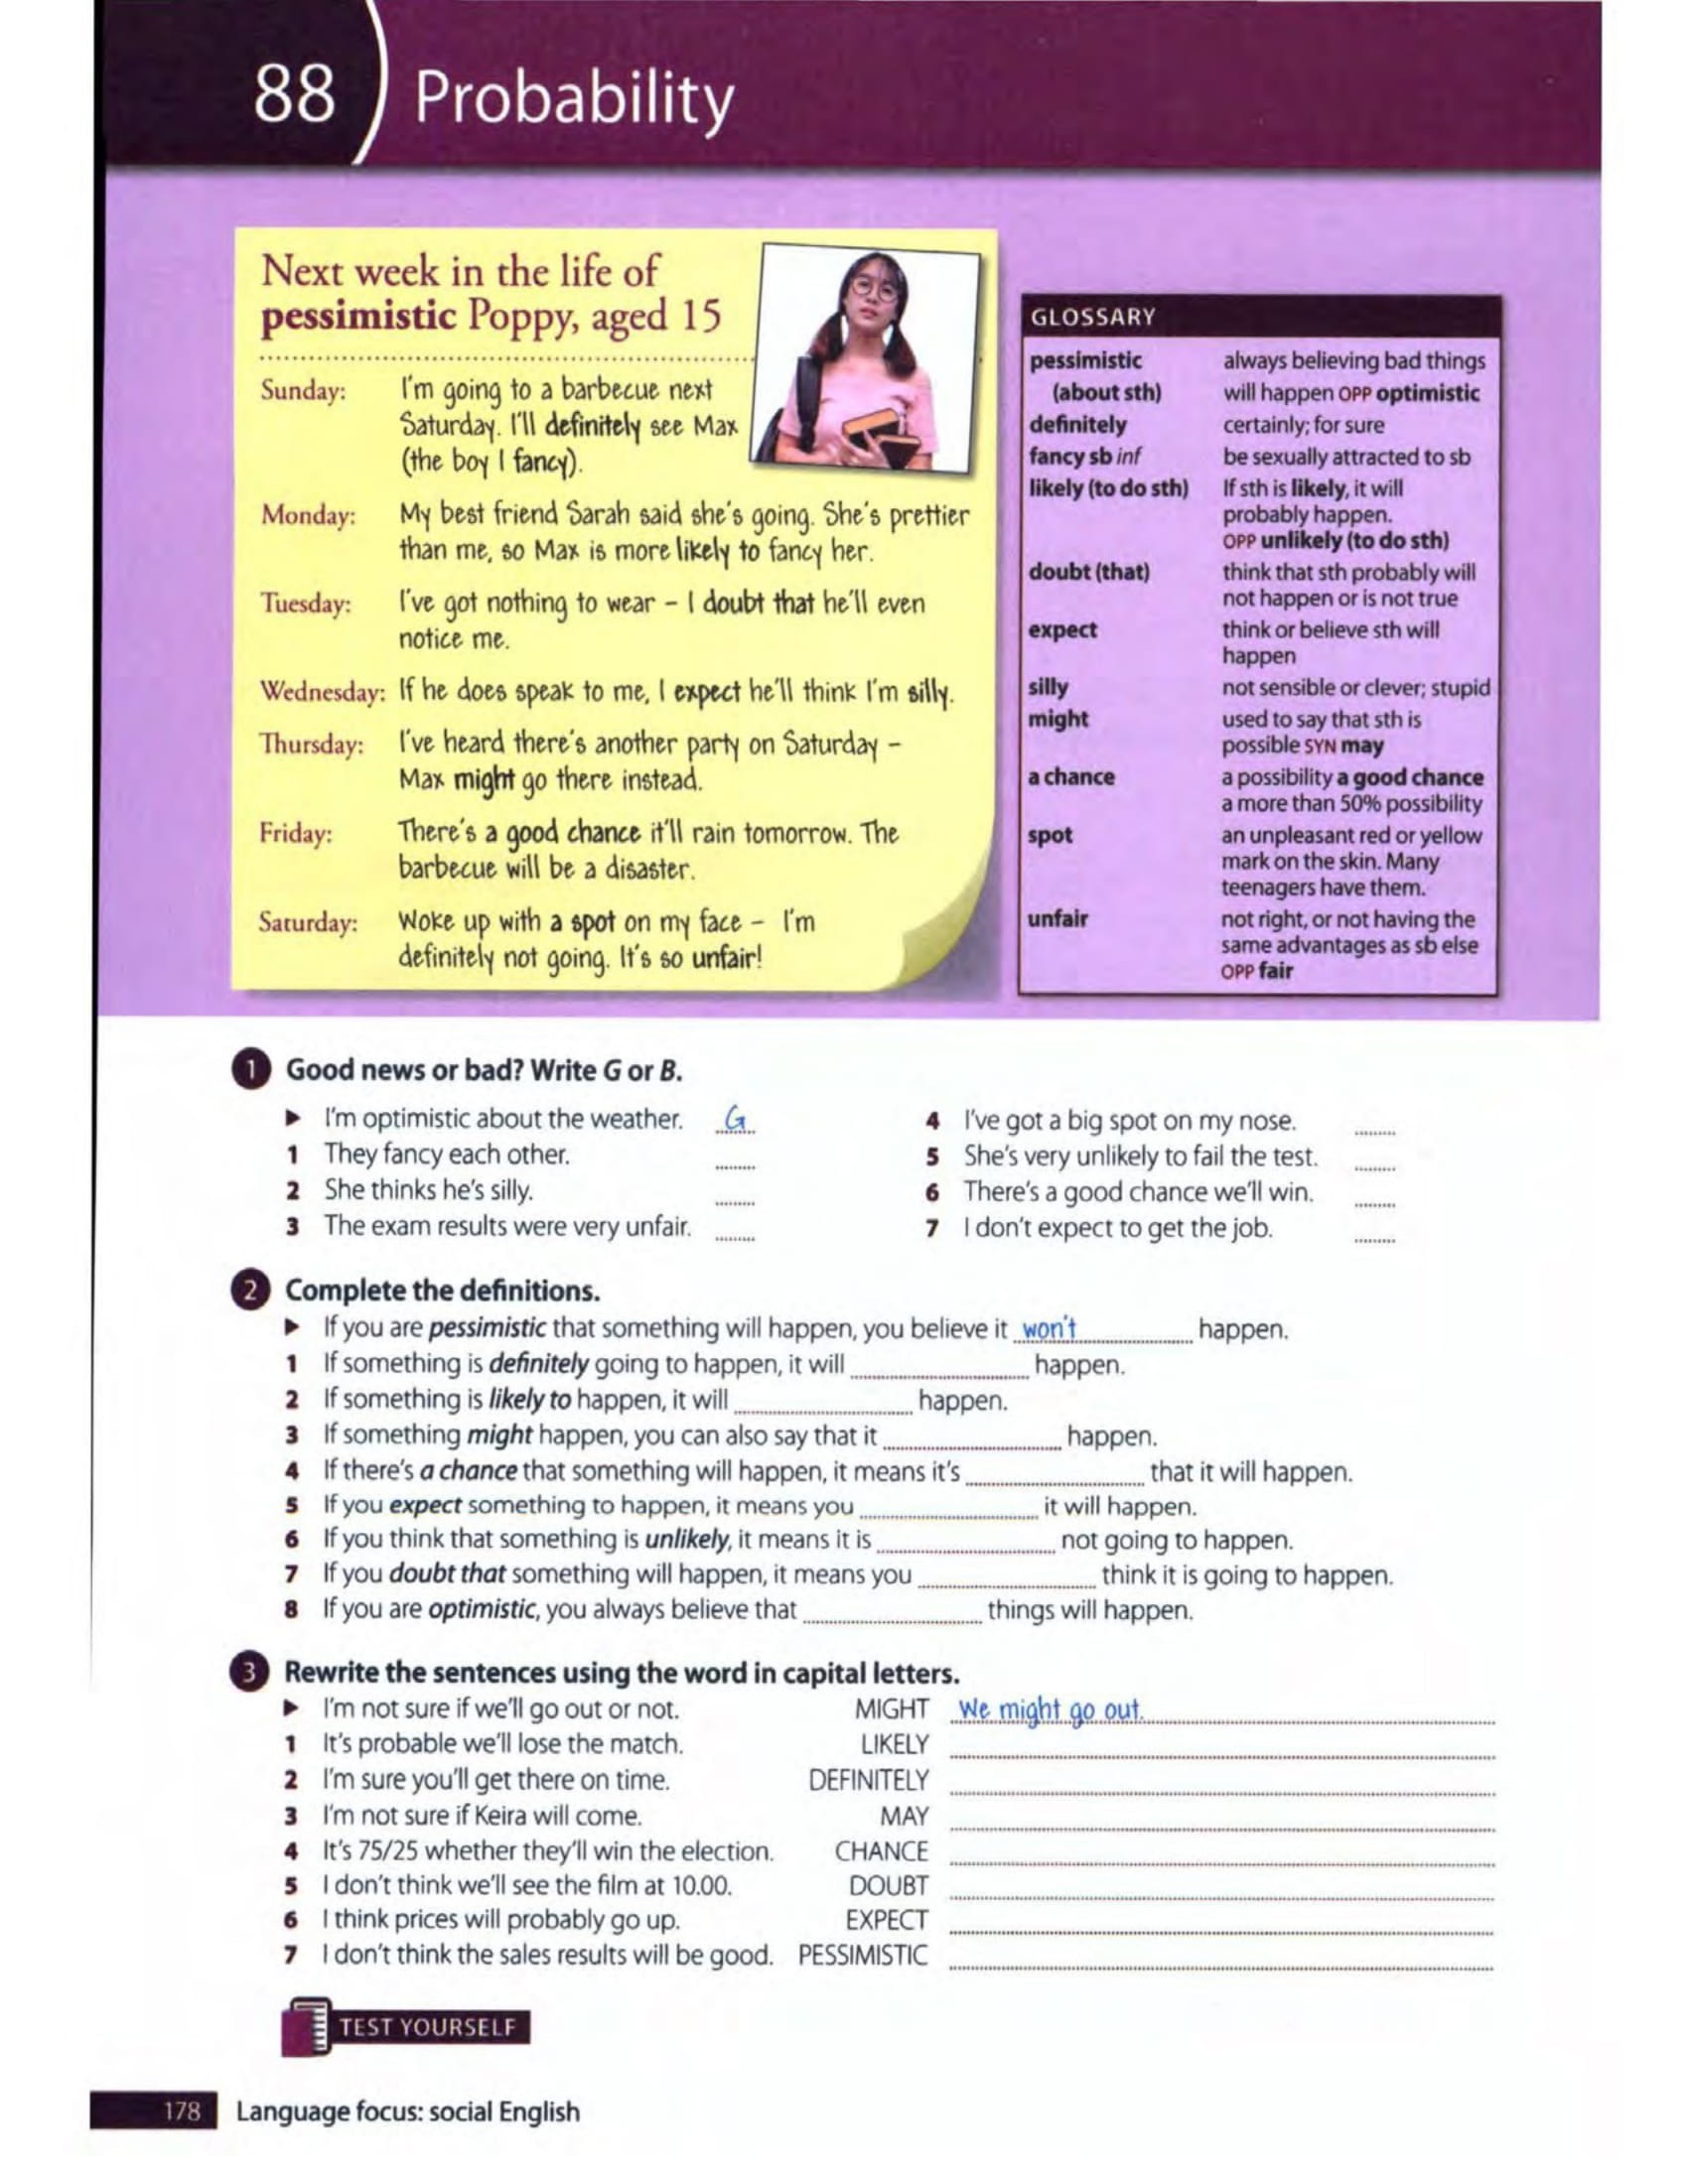 88 Probability
Next week in the life of
pessimistic Poppy, aged 15
Sunday: I'm going to a barbecue next
Saturday. I'll definitely see Max
(the boy I fancy).
Monday: My best friend Sarah said she's going. She's prettier
than me, so Max is more likely to fancy her.
Tuesday: I've got nothing to wear – I doubt that he'll even
notice me.
Wednesday: If he does speak to me, I expect he'll think I'm silly.
Thursday: I've heard there's another party on Saturday –
Max might go there instead.
Friday: There's a good chance it'll rain tomorrow. The
barbecue will be a disaster.
Saturday: Woke up with a spot on my face – I'm
definitely not going. It's so unfair!
GLOSSARY
pessimistic always believing bad things
(about sth) will happen OPP optimistic
definitely certainly; for sure
fancy sb inf be sexually attracted to sb
likely (to do sth) If sth is likely, it will
probably happen.
OPP unlikely (to do sth)
doubt (that) think that sth probably will
not happen or is not true
expect think or believe sth will
happen
silly not sensible or clever; stupid
might used to say that sth is
possible SYN may
a chance a possibility a good chance
a more than 50% possibility
spot an unpleasant red or yellow
mark on the skin. Many
teenagers have them.
unfair not right, or not having the
same advantages as sb else
OPP fair
1 Good news or bad? Write G or B.
► I'm optimistic about the weather. G
1 They fancy each other. ........
2 She thinks he's silly. ........
3 The exam results were very unfair. ........
4 I've got a big spot on my nose. ........
5 She's very unlikely to fail the test. ........
6 There's a good chance we'll win. ........
7 I don't expect to get the job. ........
2 Complete the definitions.
► If you are pessimistic that something will happen, you believe it won't happen.
1 If something is definitely going to happen, it will ........ happen.
2 If something is likely to happen, it will ........ happen.
3 If something might happen, you can also say that it ........ happen.
4 If there's a chance that something will happen, it means it's ........ that it will happen.
5 If you expect something to happen, it means you ........ it will happen.
6 If you think that something is unlikely, it means it is ........ not going to happen.
7 If you doubt that something will happen, it means you ........ think it is going to happen.
8 If you are optimistic, you always believe that ........ things will happen.
3 Rewrite the sentences using the word in capital letters.
► I'm not sure if we'll go out or not. MIGHT We might go out.
1 It's probable we'll lose the match. LIKELY ........
2 I'm sure you'll get there on time. DEFINITELY ........
3 I'm not sure if Keira will come. MAY ........
4 It's 75/25 whether they'll win the election. CHANCE ........
5 I don't think we'll see the film at 10.00. DOUBT ........
6 I think prices will probably go up. EXPECT ........
7 I don't think the sales results will be good. PESSIMISTIC ........
TEST YOURSELF
178 Language focus: social English